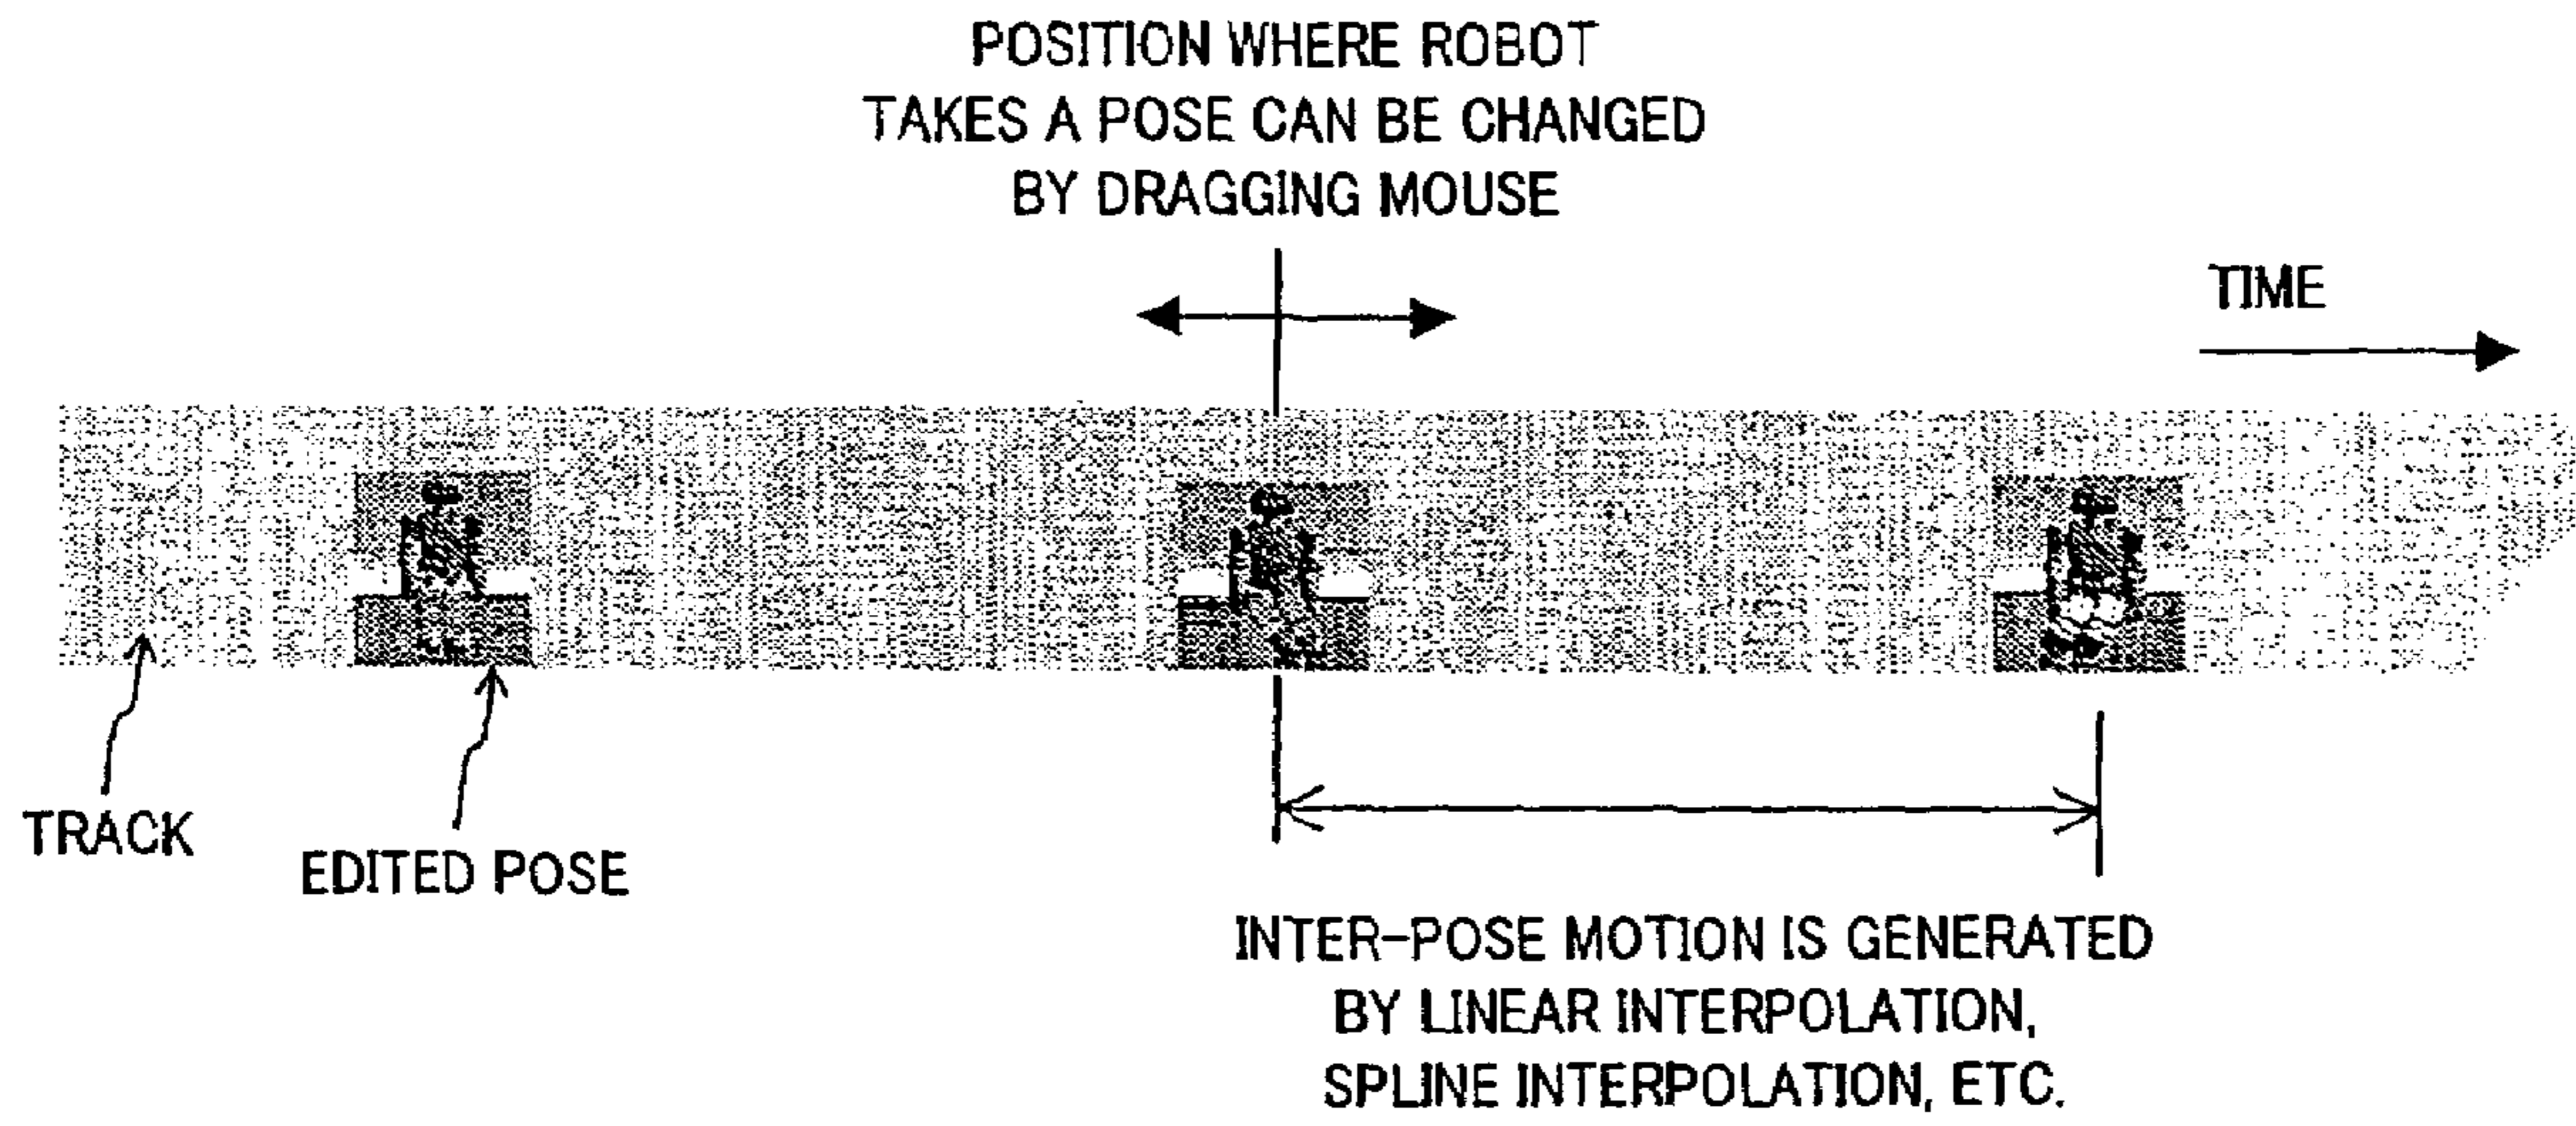 POSITION WHERE ROBOT
TAKES A POSE CAN BE CHANGED
BY DRAGGING MOUSE
TIME
TRACK
EDITED POSE
INTER-POSE MOTION IS GENERATED
BY LINEAR INTERPOLATION,
SPLINE INTERPOLATION, ETC.